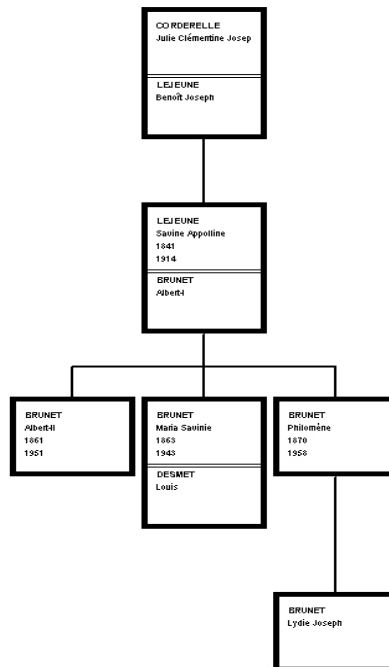 CORDERELLE
Julie Clémentine Josep
LEJEUNE
Benoît Joseph
LEJEUNE
Savine Appolline
1841
1914
BRUNET
Albert-I
BRUNET
Albert-II
1861
1951
BRUNET
Maria Savinie
1863
1943
DESMET
Louis
BRUNET
Philomène
1870
1958
BRUNET
Lydie Joseph